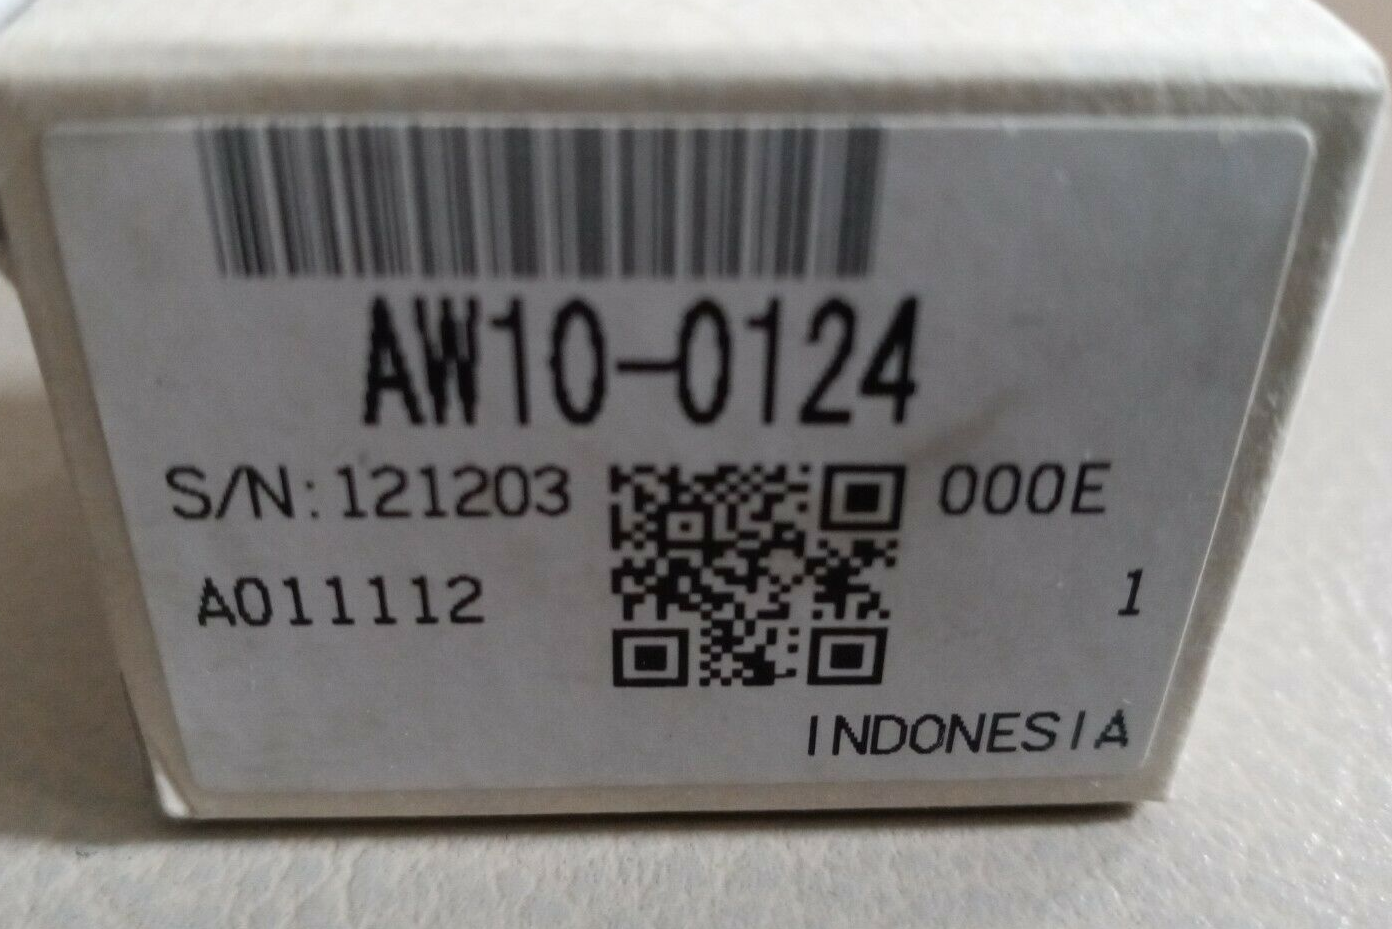 AW10-0124
S/N:121203 000E
A011112 1
INDONESIA